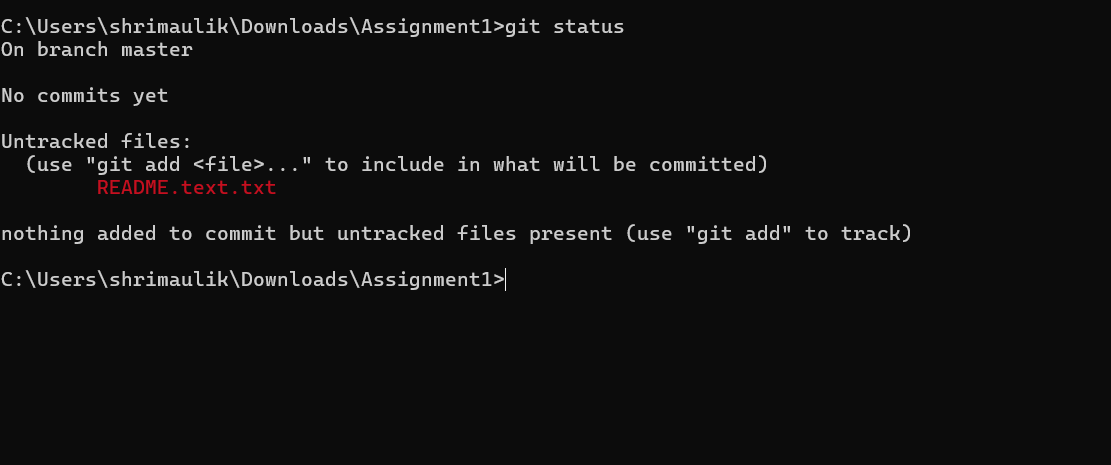 C:\Users\shrimaulik\Downloads\Assignment1>git status
On branch master
No commits yet
Untracked files:
  (use "git add <file>..." to include in what will be committed)
        README.text.txt
nothing added to commit but untracked files present (use "git add" to track)
C:\Users\shrimaulik\Downloads\Assignment1>